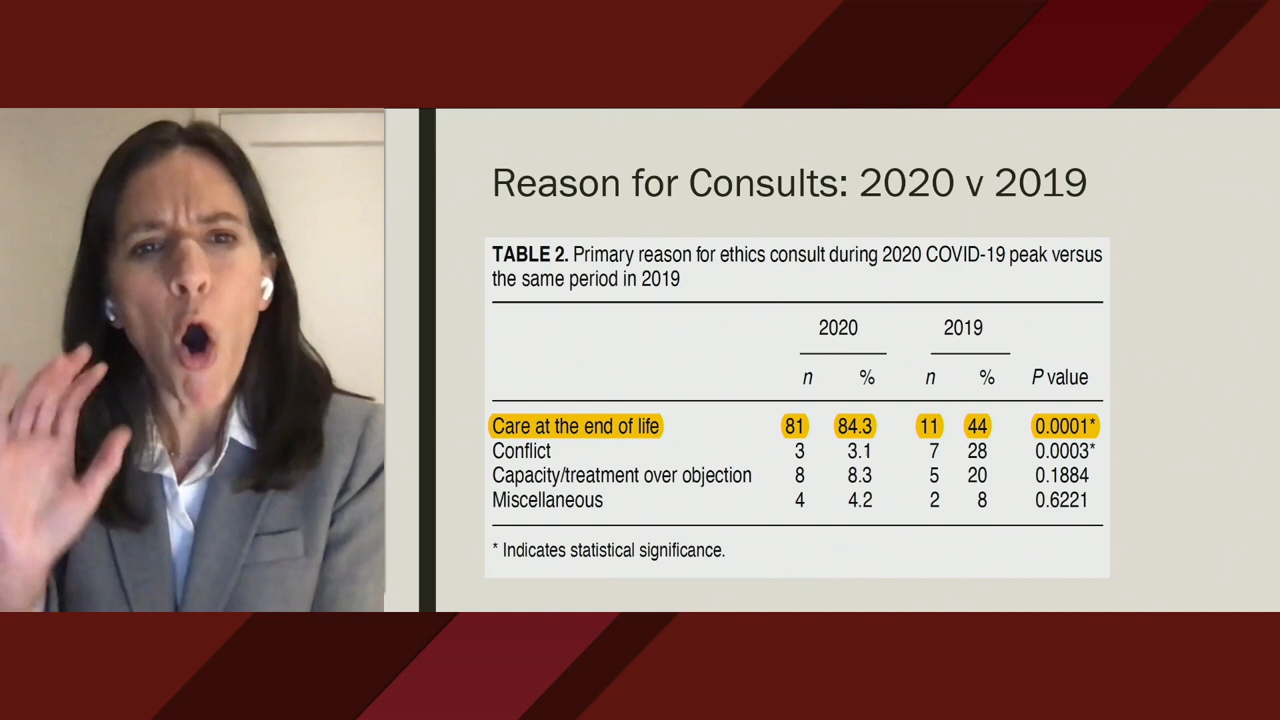 Reason for Consults: 2020 v 2019
TABLE 2. Primary reason for ethics consult during 2020 COVID-19 peak versus
the same period in 2019
2020 2019
n % n % P value
Care at the end of life 81 84.3 11 44 0.0001*
Conflict 3 3.1 7 28 0.0003*
Capacity/treatment over objection 8 8.3 5 20 0.1884
Miscellaneous 4 4.2 2 8 0.6221
* Indicates statistical significance.